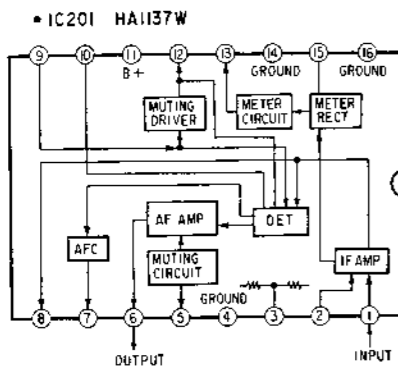 • IC201 HA1137W
9 10 11 12 13 14 15 16
B+ GROUND GROUND
MUTING DRIVER
METER CIRCUIT
METER RECT
AF AMP
DET
AFC
MUTING CIRCUIT
IF AMP
GROUND
8 7 6 5 4 3 2 1
OUTPUT INPUT